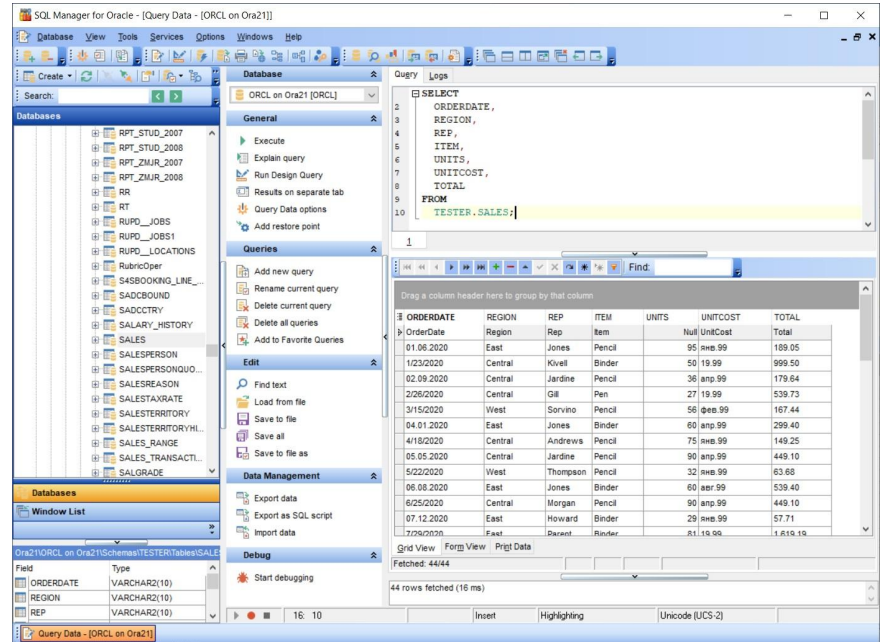 SQL Manager for Oracle - [Query Data - [ORCL on Ora21]]
Database View Tools Services Options Windows Help
Create
Search:
Databases
RPT_STUD_2007
RPT_STUD_2008
RPT_ZMJR_2007
RPT_ZMJR_2008
RR
RT
RUPD__JOBS
RUPD__JOBS1
RUPD__LOCATIONS
RubricOper
S4SBOOKING_LINE_...
SADCBOUND
SADCCTRY
SALARY_HISTORY
SALES
SALESPERSON
SALESPERSONQUO...
SALESREASON
SALESTAXRATE
SALESTERRITORY
SALESTERRITORYHI...
SALES_RANGE
SALES_TRANSACTI...
SALGRADE
Databases
Window List
Ora21\ORCL on Ora21\Schemas\TESTER\Tables\SALE
Field Type
ORDERDATE VARCHAR2(10)
REGION VARCHAR2(10)
REP VARCHAR2(10)
Database
ORCL on Ora21 [ORCL]
General
Execute
Explain query
Run Design Query
Results on separate tab
Query Data options
Add restore point
Queries
Add new query
Rename current query
Delete current query
Delete all queries
Add to Favorite Queries
Edit
Find text
Load from file
Save to file
Save all
Save to file as
Data Management
Export data
Export as SQL script
Import data
Debug
Start debugging
Query Logs
SELECT
2 ORDERDATE,
3 REGION,
4 REP,
5 ITEM,
6 UNITS,
7 UNITCOST,
8 TOTAL
9 FROM
10 TESTER.SALES;
1
Find:
Drag a column header here to group by that column
ORDERDATE REGION REP ITEM UNITS UNITCOST TOTAL
OrderDate Region Rep Item Null UnitCost Total
01.06.2020 East Jones Pencil 95 янв.99 189.05
1/23/2020 Central Kivell Binder 50 19.99 999.50
02.09.2020 Central Jardine Pencil 36 апр.99 179.64
2/26/2020 Central Gill Pen 27 19.99 539.73
3/15/2020 West Sorvino Pencil 56 фев.99 167.44
04.01.2020 East Jones Binder 60 апр.99 299.40
4/18/2020 Central Andrews Pencil 75 янв.99 149.25
05.05.2020 Central Jardine Pencil 90 апр.99 449.10
5/22/2020 West Thompson Pencil 32 янв.99 63.68
06.08.2020 East Jones Binder 60 авг.99 539.40
6/25/2020 Central Morgan Pencil 90 апр.99 449.10
07.12.2020 East Howard Binder 29 янв.99 57.71
7/29/2020 East Parent Binder 81 19.99 1,619.19
Grid View Form View Print Data
Fetched: 44/44
44 rows fetched (16 ms)
16: 10 Insert Highlighting Unicode (UCS-2)
Query Data - [ORCL on Ora21]